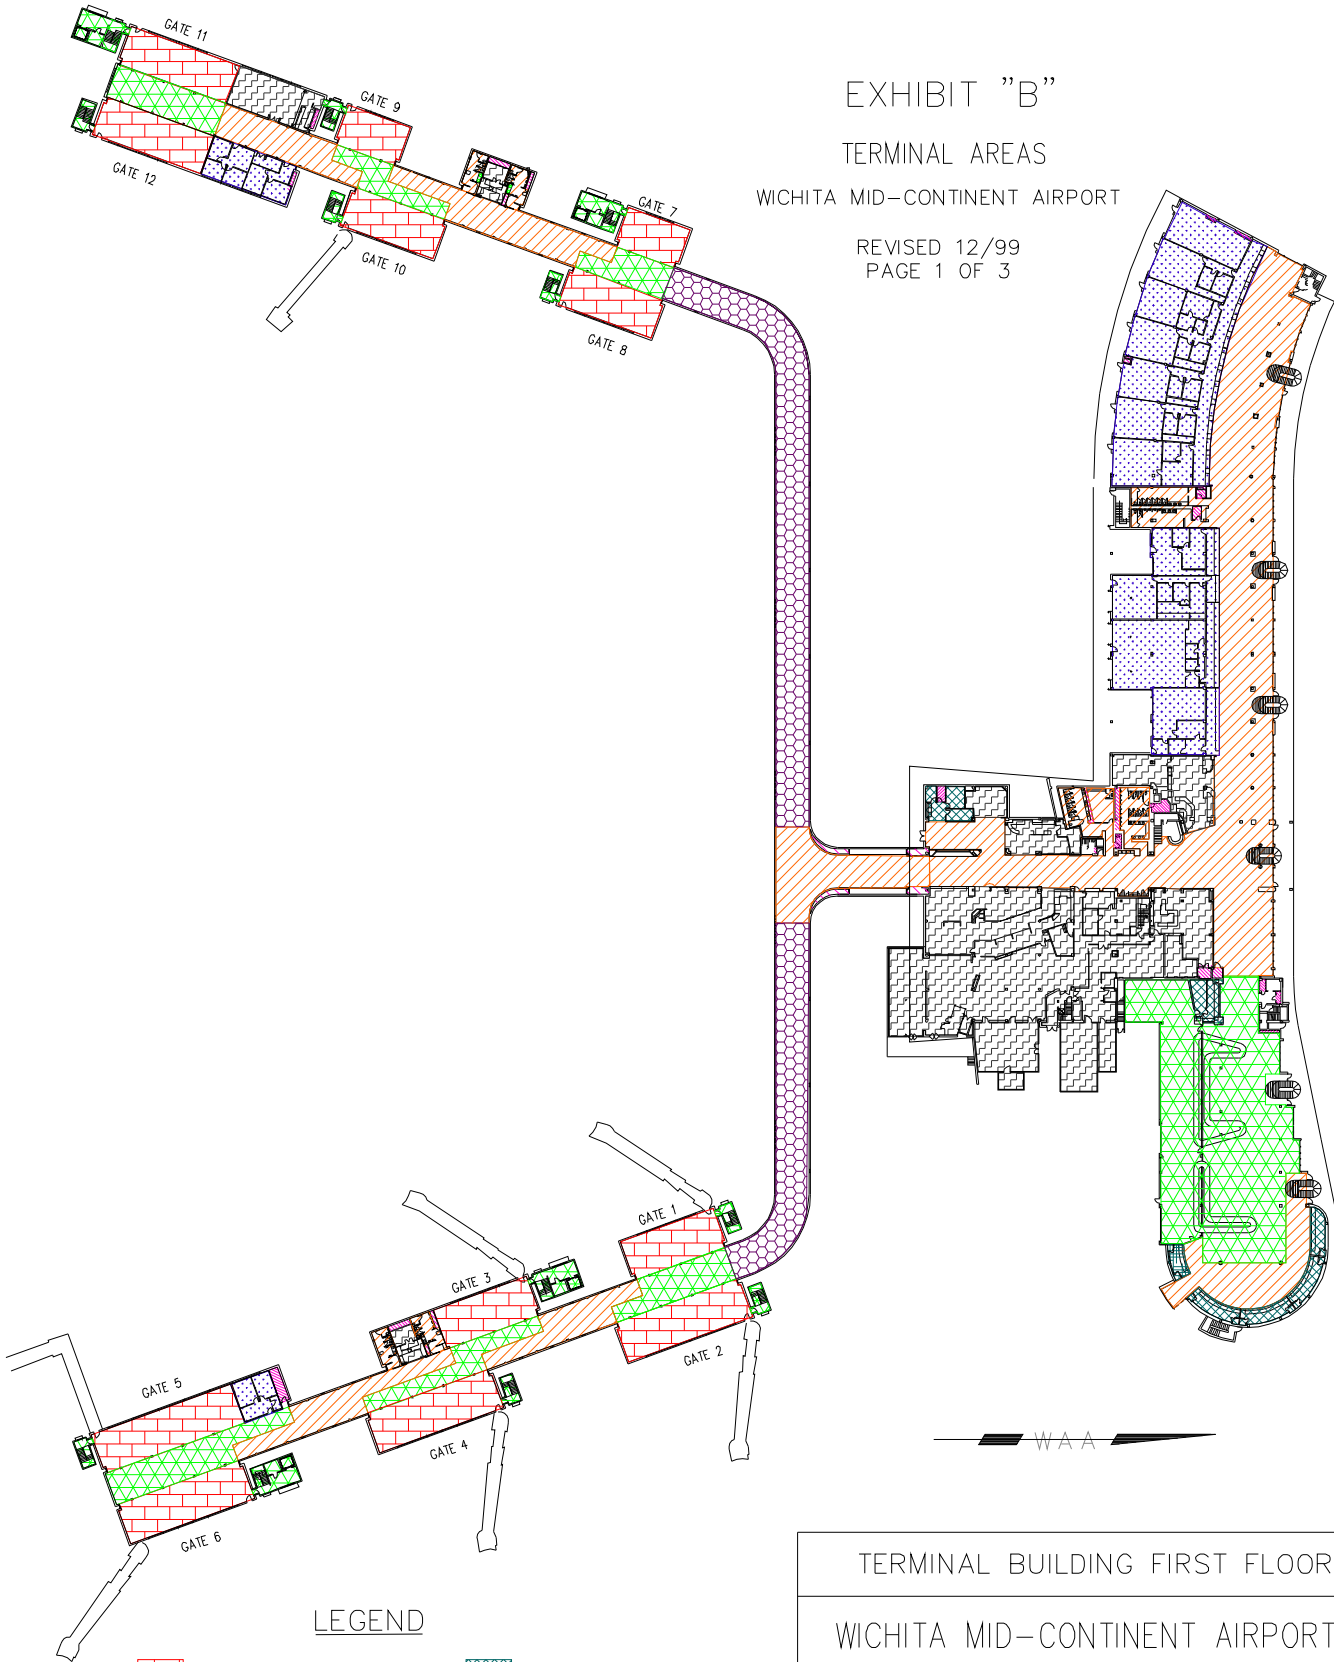 EXHIBIT "B"
TERMINAL AREAS
WICHITA MID-CONTINENT AIRPORT
REVISED 12/99
PAGE 1 OF 3
GATE 11
GATE 9
GATE 12
GATE 7
GATE 10
GATE 8
GATE 1
GATE 3
GATE 2
GATE 5
GATE 4
GATE 6
WAA
TERMINAL BUILDING FIRST FLOOR
WICHITA MID-CONTINENT AIRPORT
LEGEND